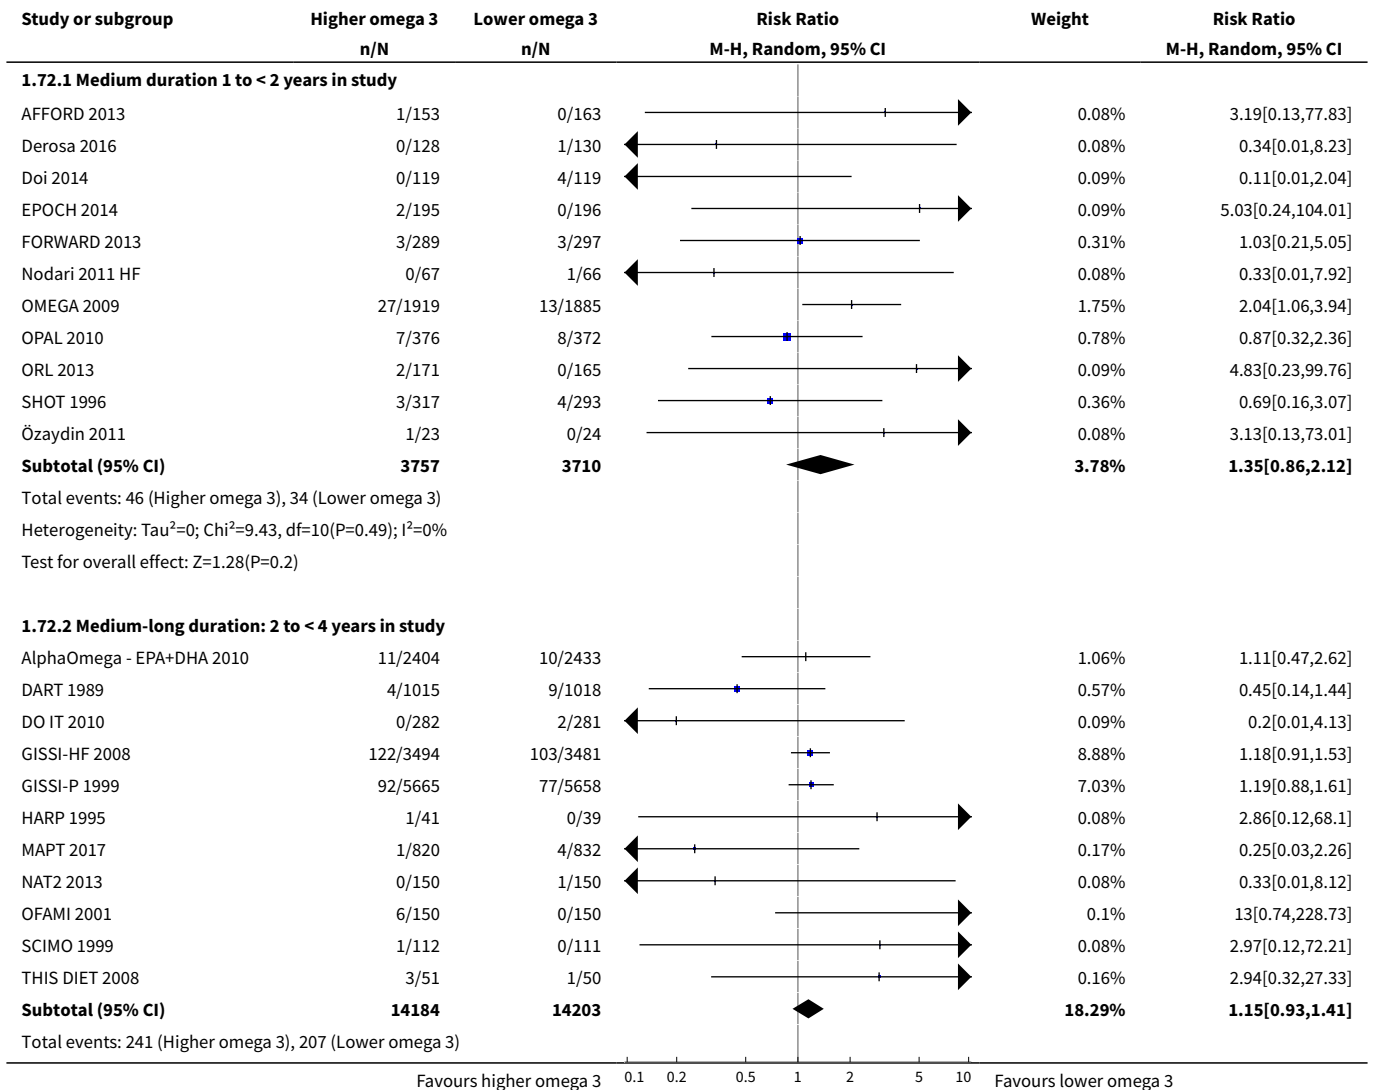 Study or subgroup Higher omega 3 Lower omega 3 Risk Ratio Weight Risk Ratio
n/N n/N M-H, Random, 95% CI M-H, Random, 95% CI
1.72.1 Medium duration 1 to < 2 years in study
AFFORD 2013 1/153 0/163 0.08% 3.19[0.13,77.83]
Derosa 2016 0/128 1/130 0.08% 0.34[0.01,8.23]
Doi 2014 0/119 4/119 0.09% 0.11[0.01,2.04]
EPOCH 2014 2/195 0/196 0.09% 5.03[0.24,104.01]
FORWARD 2013 3/289 3/297 0.31% 1.03[0.21,5.05]
Nodari 2011 HF 0/67 1/66 0.08% 0.33[0.01,7.92]
OMEGA 2009 27/1919 13/1885 1.75% 2.04[1.06,3.94]
OPAL 2010 7/376 8/372 0.78% 0.87[0.32,2.36]
ORL 2013 2/171 0/165 0.09% 4.83[0.23,99.76]
SHOT 1996 3/317 4/293 0.36% 0.69[0.16,3.07]
Özaydin 2011 1/23 0/24 0.08% 3.13[0.13,73.01]
Subtotal (95% CI) 3757 3710 3.78% 1.35[0.86,2.12]
Total events: 46 (Higher omega 3), 34 (Lower omega 3)
Heterogeneity: Tau²=0; Chi²=9.43, df=10(P=0.49); I²=0%
Test for overall effect: Z=1.28(P=0.2)
1.72.2 Medium-long duration: 2 to < 4 years in study
AlphaOmega - EPA+DHA 2010 11/2404 10/2433 1.06% 1.11[0.47,2.62]
DART 1989 4/1015 9/1018 0.57% 0.45[0.14,1.44]
DO IT 2010 0/282 2/281 0.09% 0.2[0.01,4.13]
GISSI-HF 2008 122/3494 103/3481 8.88% 1.18[0.91,1.53]
GISSI-P 1999 92/5665 77/5658 7.03% 1.19[0.88,1.61]
HARP 1995 1/41 0/39 0.08% 2.86[0.12,68.1]
MAPT 2017 1/820 4/832 0.17% 0.25[0.03,2.26]
NAT2 2013 0/150 1/150 0.08% 0.33[0.01,8.12]
OFAMI 2001 6/150 0/150 0.1% 13[0.74,228.73]
SCIMO 1999 1/112 0/111 0.08% 2.97[0.12,72.21]
THIS DIET 2008 3/51 1/50 0.16% 2.94[0.32,27.33]
Subtotal (95% CI) 14184 14203 18.29% 1.15[0.93,1.41]
Total events: 241 (Higher omega 3), 207 (Lower omega 3)
Favours higher omega 3 0.1 0.2 0.5 1 2 5 10 Favours lower omega 3